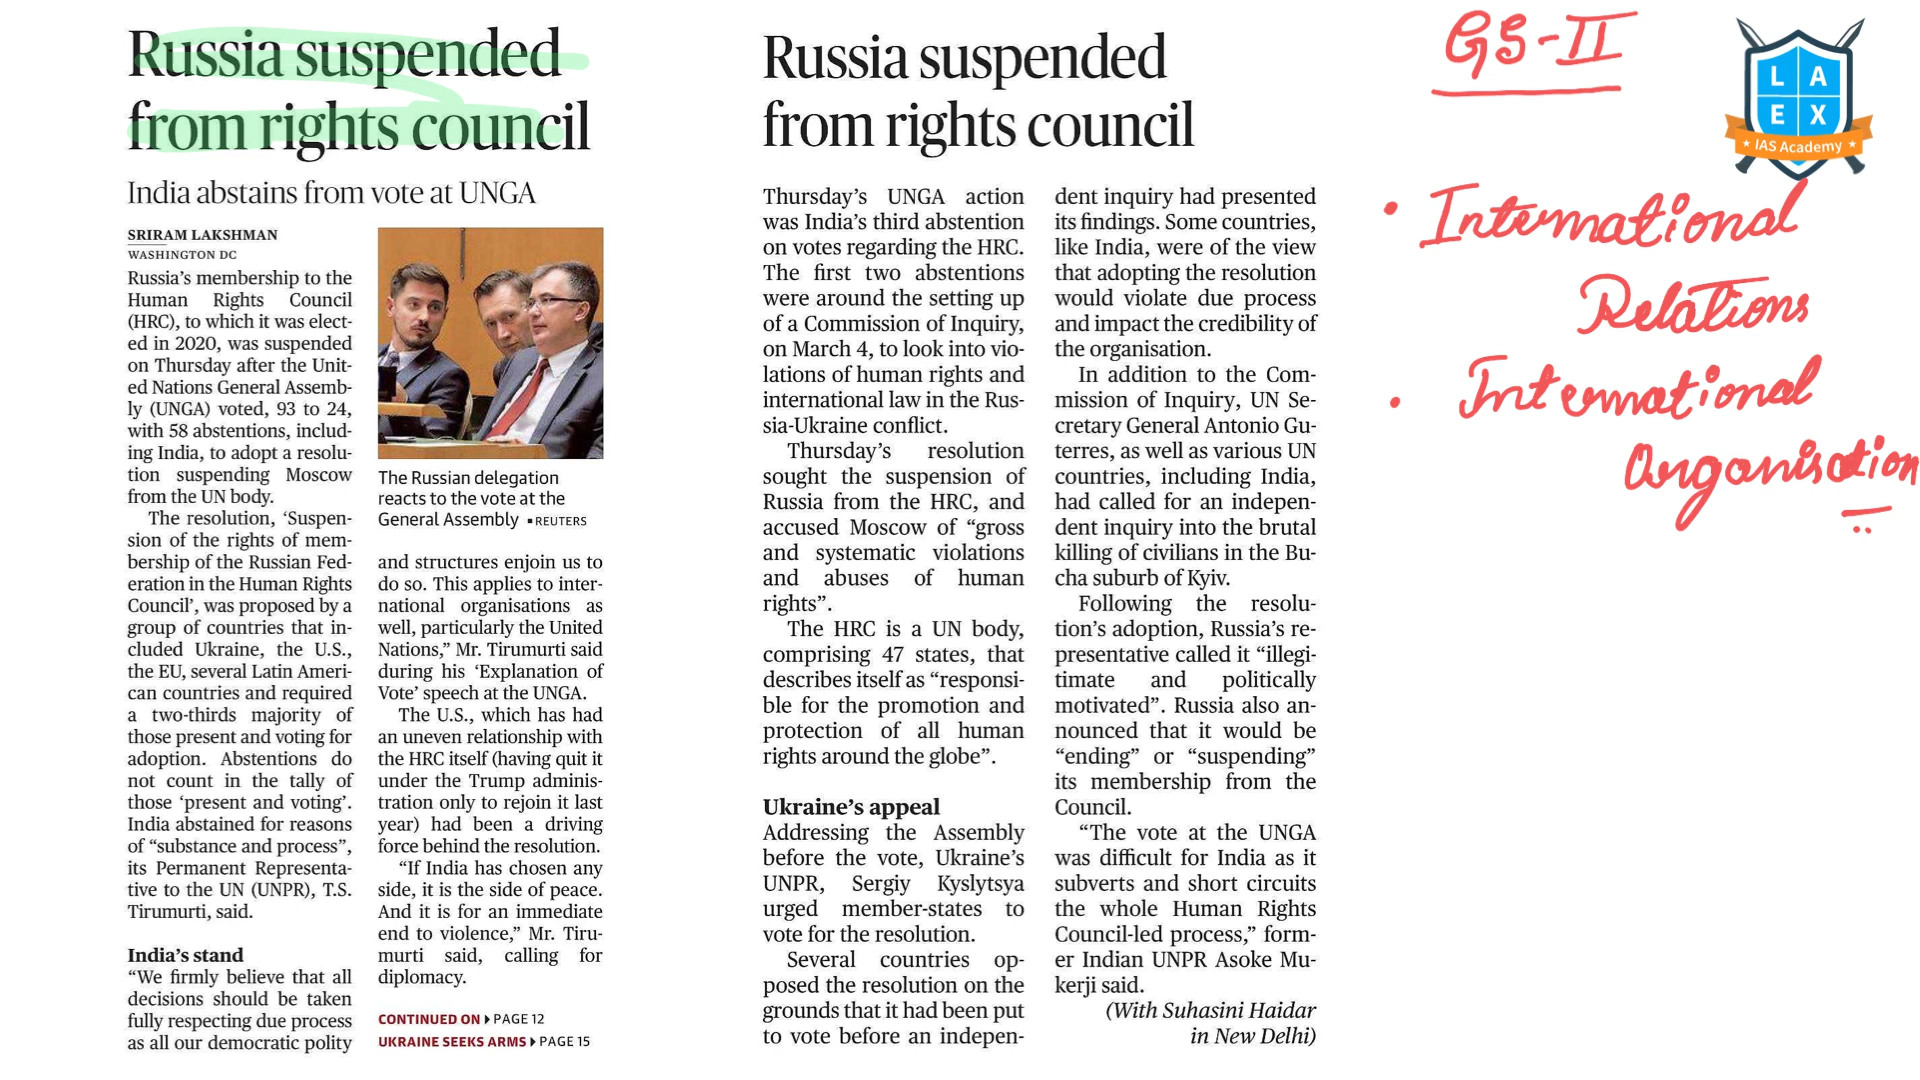 Russia suspended
from rights council
India abstains from vote at UNGA
SRIRAM LAKSHMAN
WASHINGTON DC
Russia's membership to the
Human Rights Council
(HRC), to which it was elect-
ed in 2020, was suspended
on Thursday after the Unit-
ed Nations General Assemb-
ly (UNGA) voted, 93 to 24,
with 58 abstentions, includ-
ing India, to adopt a resolu-
tion suspending Moscow
from the UN body.
The resolution, 'Suspen-
sion of the rights of mem-
bership of the Russian Fed-
eration in the Human Rights
Council', was proposed by a
group of countries that in-
cluded Ukraine, the U.S.,
the EU, several Latin Ameri-
can countries and required
a two-thirds majority of
those present and voting for
adoption. Abstentions do
not count in the tally of
those 'present and voting'.
India abstained for reasons
of "substance and process",
its Permanent Representa-
tive to the UN (UNPR), T.S.
Tirumurti, said.
India's stand
"We firmly believe that all
decisions should be taken
fully respecting due process
as all our democratic polity
The Russian delegation
reacts to the vote at the
General Assembly ▪ REUTERS
and structures enjoin us to
do so. This applies to inter-
national organisations as
well, particularly the United
Nations," Mr. Tirumurti said
during his 'Explanation of
Vote' speech at the UNGA.
The U.S., which has had
an uneven relationship with
the HRC itself (having quit it
under the Trump adminis-
tration only to rejoin it last
year) had been a driving
force behind the resolution.
"If India has chosen any
side, it is the side of peace.
And it is for an immediate
end to violence," Mr. Tiru-
murti said, calling for
diplomacy.
CONTINUED ON PAGE 12
UKRAINE SEEKS ARMS PAGE 15
Russia suspended
from rights council
Thursday's UNGA action
was India's third abstention
on votes regarding the HRC.
The first two abstentions
were around the setting up
of a Commission of Inquiry,
on March 4, to look into vio-
lations of human rights and
international law in the Rus-
sia-Ukraine conflict.
Thursday's resolution
sought the suspension of
Russia from the HRC, and
accused Moscow of "gross
and systematic violations
and abuses of human
rights".
The HRC is a UN body,
comprising 47 states, that
describes itself as "responsi-
ble for the promotion and
protection of all human
rights around the globe".
Ukraine's appeal
Addressing the Assembly
before the vote, Ukraine's
UNPR, Sergiy Kyslytsya
urged member-states to
vote for the resolution.
Several countries op-
posed the resolution on the
grounds that it had been put
to vote before an indepen-
dent inquiry had presented
its findings. Some countries,
like India, were of the view
that adopting the resolution
would violate due process
and impact the credibility of
the organisation.
In addition to the Com-
mission of Inquiry, UN Se-
cretary General Antonio Gu-
terres, as well as various UN
countries, including India,
had called for an indepen-
dent inquiry into the brutal
killing of civilians in the Bu-
cha suburb of Kyiv.
Following the resolu-
tion's adoption, Russia's re-
presentative called it "illegi-
timate and politically
motivated". Russia also an-
nounced that it would be
"ending" or "suspending"
its membership from the
Council.
"The vote at the UNGA
was difficult for India as it
subverts and short circuits
the whole Human Rights
Council-led process," form-
er Indian UNPR Asoke Mu-
kerji said.
(With Suhasini Haidar
in New Delhi)
GS-II
L A
E X
IAS Academy
• International
Relations
• International
Organisation